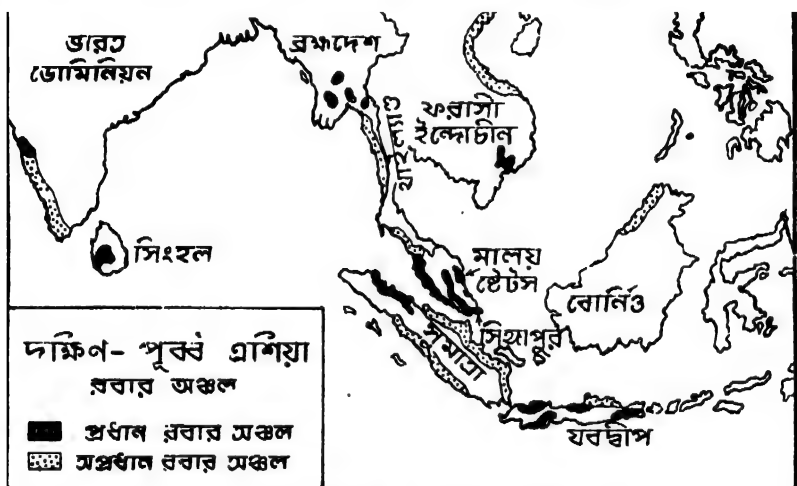 ভারত
ডোমিনিয়ন
ব্রহ্মদেশ
থাইল্যাণ্ড
ফরাসী
ইন্দোচীন
সিংহল
মালয়
ষ্টেটস
সিঙ্গাপুর
বোর্নিও
সুমাত্রা
যবদ্বীপ
দক্ষিণ-পূর্ব্ব এশিয়া
রবার অঞ্চল
প্রধান রবার অঞ্চল
অপ্রধান রবার অঞ্চল